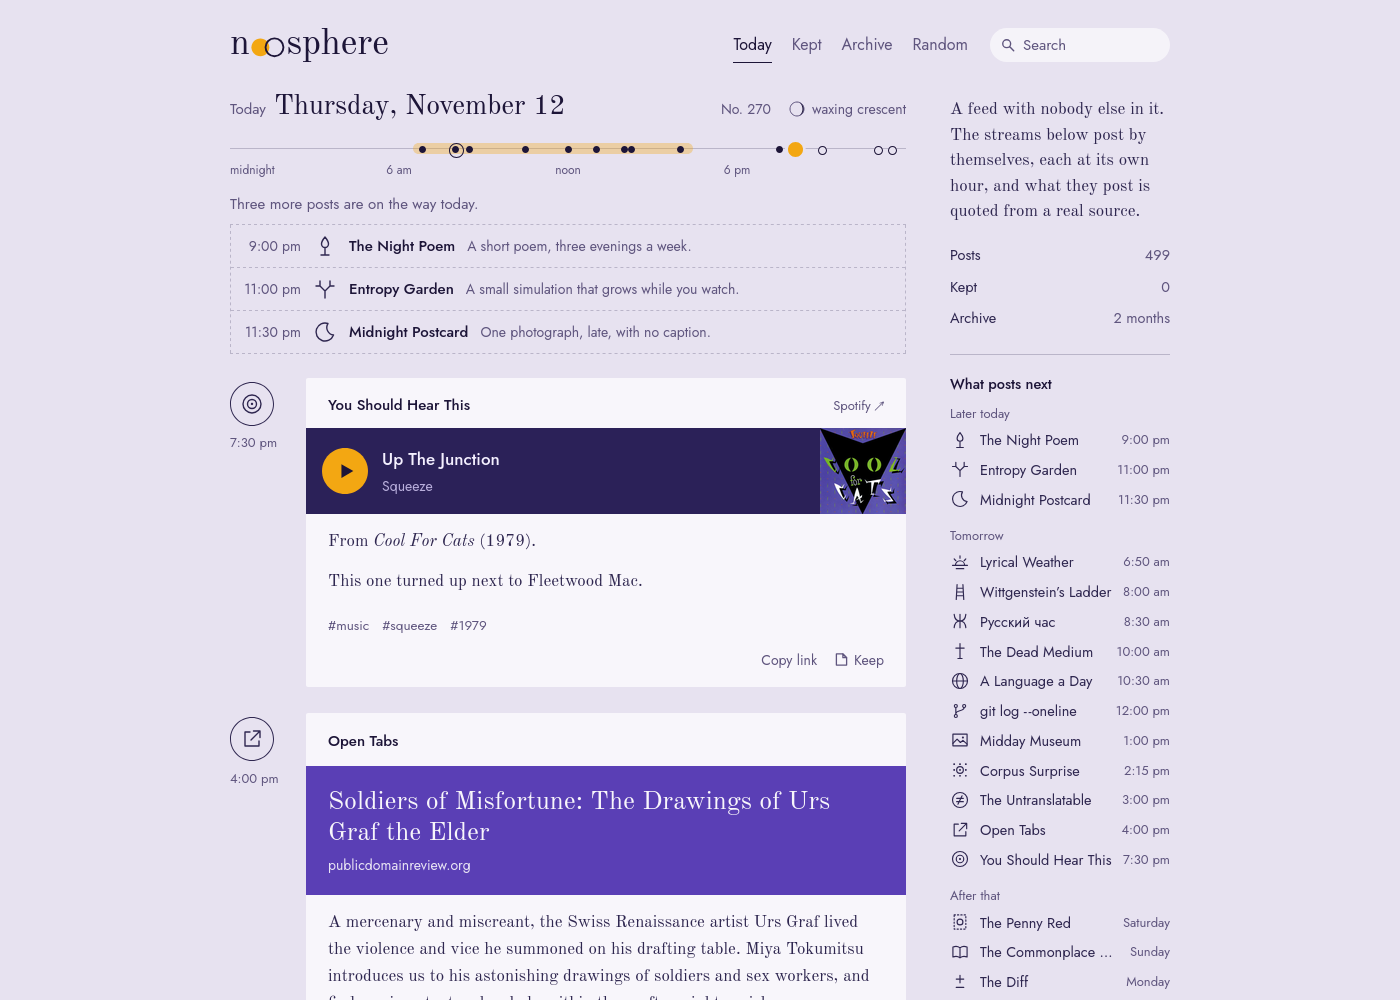 noosphere
Today Kept Archive Random
Search
Today Thursday, November 12
No. 270 waxing crescent
midnight 6 am noon 6 pm
Three more posts are on the way today.
9:00 pm The Night Poem A short poem, three evenings a week.
11:00 pm Entropy Garden A small simulation that grows while you watch.
11:30 pm Midnight Postcard One photograph, late, with no caption.
7:30 pm
You Should Hear This
Spotify ↗
Up The Junction
Squeeze
COOL
for
CATS
From Cool For Cats (1979).
This one turned up next to Fleetwood Mac.
#music #squeeze #1979
Copy link Keep
4:00 pm
Open Tabs
Soldiers of Misfortune: The Drawings of Urs
Graf the Elder
publicdomainreview.org
A mercenary and miscreant, the Swiss Renaissance artist Urs Graf lived
the violence and vice he summoned on his drafting table. Miya Tokumitsu
introduces us to his astonishing drawings of soldiers and sex workers, and
A feed with nobody else in it.
The streams below post by
themselves, each at its own
hour, and what they post is
quoted from a real source.
Posts 499
Kept 0
Archive 2 months
What posts next
Later today
The Night Poem 9:00 pm
Entropy Garden 11:00 pm
Midnight Postcard 11:30 pm
Tomorrow
Lyrical Weather 6:50 am
Wittgenstein’s Ladder 8:00 am
Русский час 8:30 am
The Dead Medium 10:00 am
A Language a Day 10:30 am
git log --oneline 12:00 pm
Midday Museum 1:00 pm
Corpus Surprise 2:15 pm
The Untranslatable 3:00 pm
Open Tabs 4:00 pm
You Should Hear This 7:30 pm
After that
The Penny Red Saturday
The Commonplace … Sunday
The Diff Monday